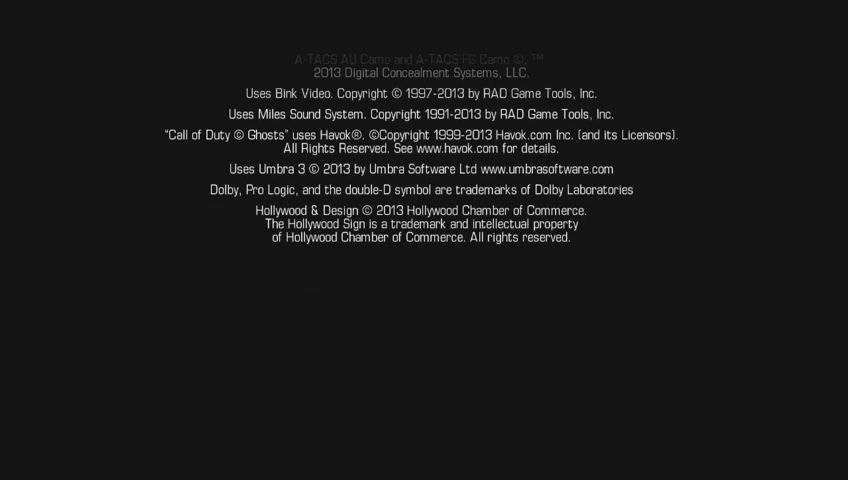 A-TACS AU Camo and A-TACS FG Camo ©, ™
2013 Digital Concealment Systems, LLC.
Uses Bink Video. Copyright © 1997-2013 by RAD Game Tools, Inc.
Uses Miles Sound System. Copyright 1991-2013 by RAD Game Tools, Inc.
“Call of Duty © Ghosts” uses Havok®. ©Copyright 1999-2013 Havok.com Inc. (and its Licensors).
All Rights Reserved. See www.havok.com for details.
Uses Umbra 3 © 2013 by Umbra Software Ltd www.umbrasoftware.com
Dolby, Pro Logic, and the double-D symbol are trademarks of Dolby Laboratories
Hollywood & Design © 2013 Hollywood Chamber of Commerce.
The Hollywood Sign is a trademark and intellectual property
of Hollywood Chamber of Commerce. All rights reserved.